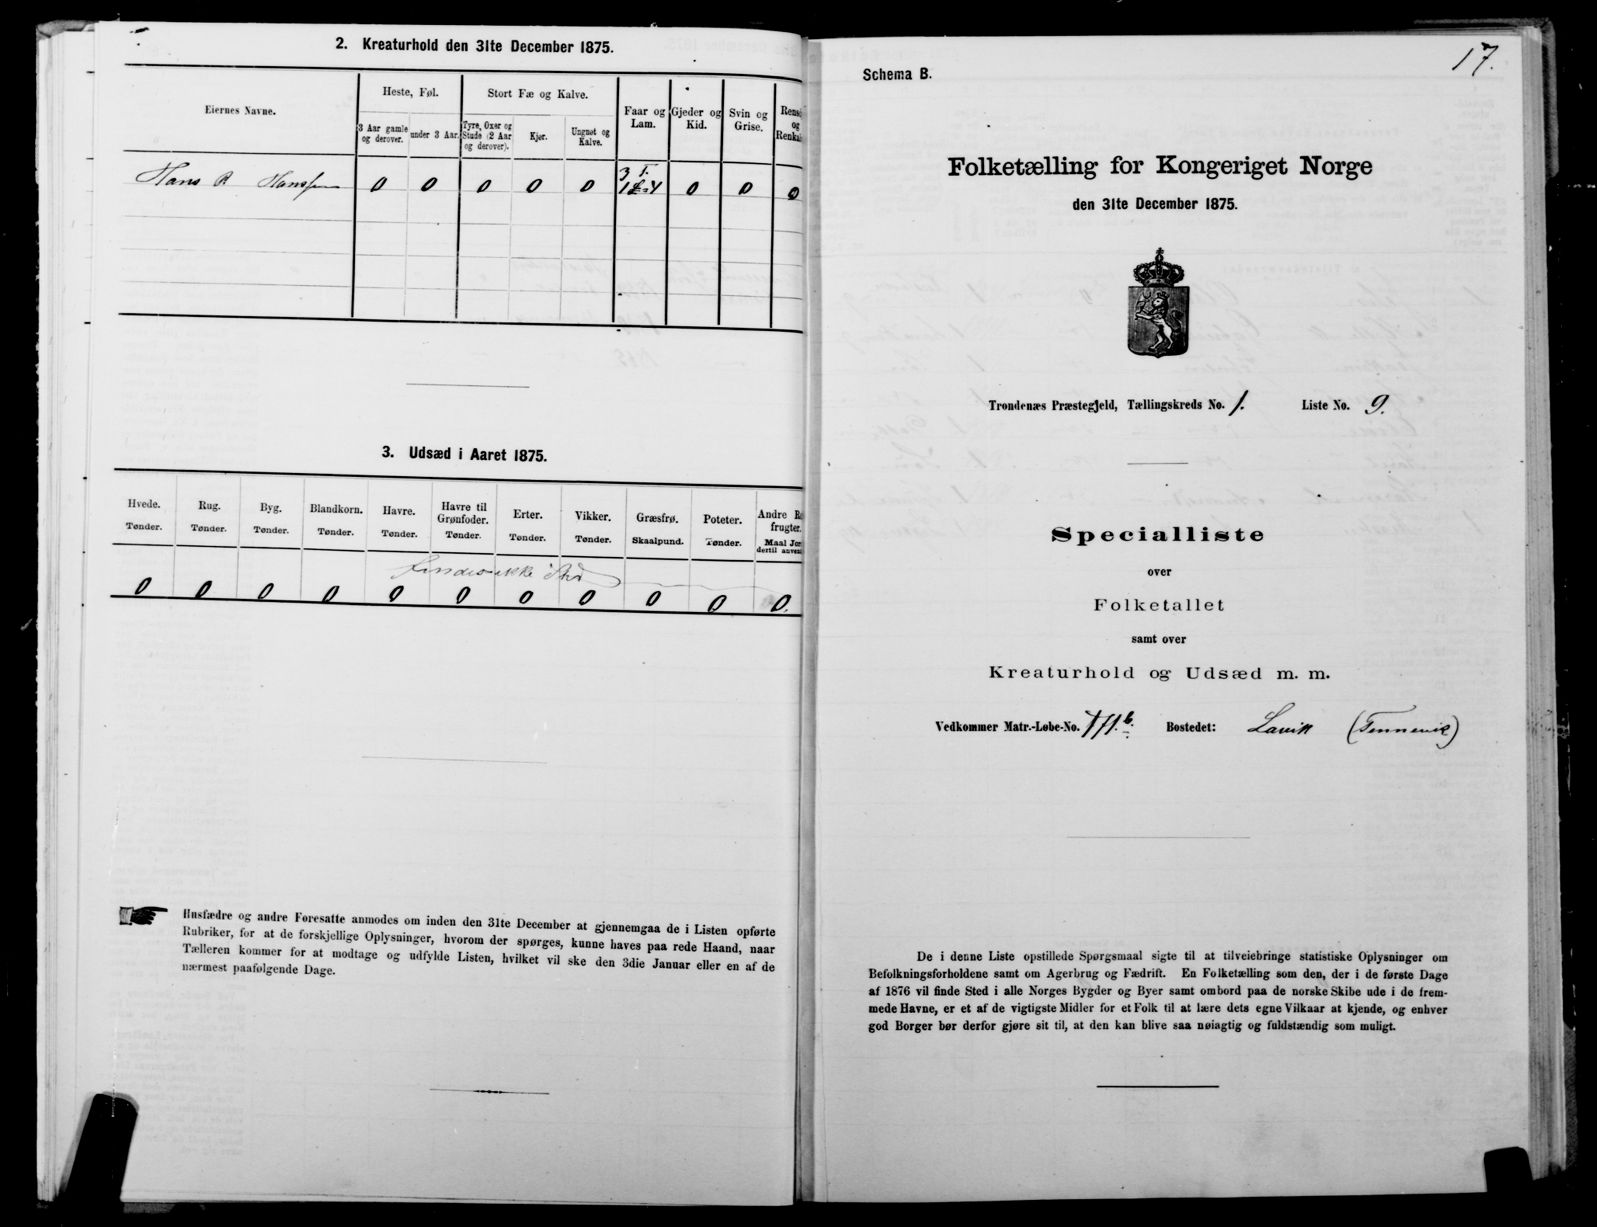 2. Kreaturhold den 31te December 1875.
Eiernes Navne.
Heste, Føl.
3 Aar gamle og derover.
under 3 Aar.
Stort Fæ og Kalve.
Tyre, Oxer og Stude (2 Aar og derover).
Kjør.
Ungnøt og Kalve.
Faar og Lam.
Gjeder og Kid.
Svin og Grise.
Hans R Hanssen 0 0 0 0 0 0 0 0
3. Udsæd i Aaret 1875.
Hvede. Rug. Byg. Blandkorn. Havre. Havre til Grønfoder. Erter. Vikker. Græsfrø. Poteter. Andre
Tønder. Tønder. Tønder. Tønder. Tønder. Tønder. Tønder. Tønder. Skaalpund. Tønder.
0 0 0 0 0 0 0 0 0 0 0.
Husfædre og andre Foresatte anmodes om inden den 31te December at gjennemgaa de i Listen opførte
Rubriker, for at de forskjellige Oplysninger, hvorom der spørges, kunne haves paa rede Haand, naar
Tælleren kommer for at modtage og udfylde Listen, hvilket vil ske den 3die Januar eller en af de
nærmest paafølgende Dage.
17.
Schema B.
Folketælling for Kongeriget Norge
den 31te December 1875.
Trondenæs Præstegjeld, Tællingskreds No. 1. Liste No. 9.
Specialliste
over
Folketallet
samt over
Kreaturhold og Udsæd m. m.
Vedkommer Matr.-Løbe-No. Bostedet: Lavik (Tennevik)
De i denne Liste opstillede Spørgsmaal sigte til at tilveiebringe statistiske Oplysninger om
Befolkningsforholdene samt om Agerbrug og Fædrift. En Folketælling som den, der i de første Dage
af 1876 vil finde Sted i alle Norges Bygder og Byer samt ombord paa de norske Skibe ude i de frem-
mede Havne, er et af de vigtigste Midler for et Folk til at lære dets egne Vilkaar at kjende, og enhver
god Borger bør derfor gjøre sit til, at den kan blive saa nøiagtig og fuldstændig som muligt.